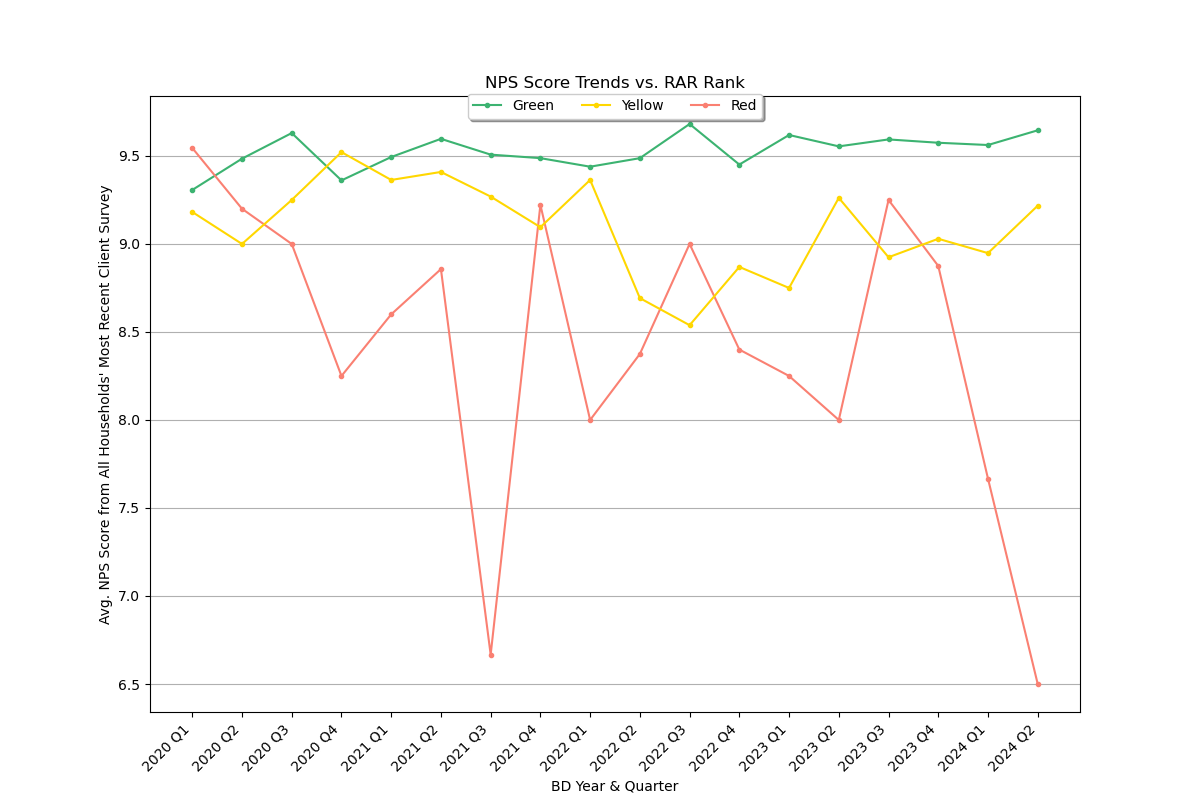 NPS Score Trends vs. RAR Rank
Green Yellow Red
Avg. NPS Score from All Households' Most Recent Client Survey
9.5
9.0
8.5
8.0
7.5
7.0
6.5
2020 Q1
2020 Q2
2020 Q3
2020 Q4
2021 Q1
2021 Q2
2021 Q3
2021 Q4
2022 Q1
2022 Q2
2022 Q3
2022 Q4
2023 Q1
2023 Q2
2023 Q3
2023 Q4
2024 Q1
2024 Q2
BD Year & Quarter